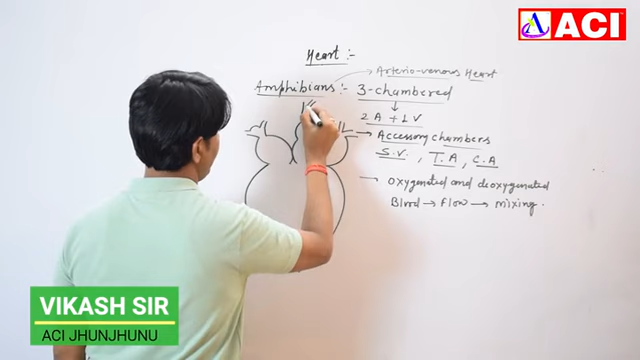 ACI
Heart :-
Arterio-venous Heart
Amphibians :- 3-chambered
2 A + 1 V
Accessory chambers
S.V. , T.A , C.A
→ oxygenated and deoxygenated
Blood → flow → mixing.
VIKASH SIR
ACI JHUNJHUNU